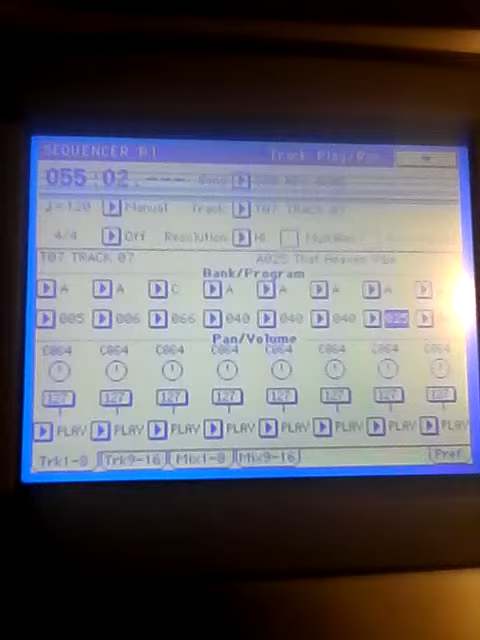 SEQUENCER P1 Track Play/Rec
055:02.--- Song
♩=120 Manual Track T07 TRACK 07
4/4 Off Resolution Hi MultiRec
T07 TRACK 07 A025 That Heaven Vibe
Bank/Program
A A C A A A A
005 006 066 040 040 040 025
Pan/Volume
C064 C064 C064 C064 C064 C064 C064 C064
127 127 127 127 127 127 127 127
PLAY PLAY PLAY PLAY PLAY PLAY PLAY PLAY
Trk1-8 Trk9-16 Mix1-8 Mix9-16 Pref.